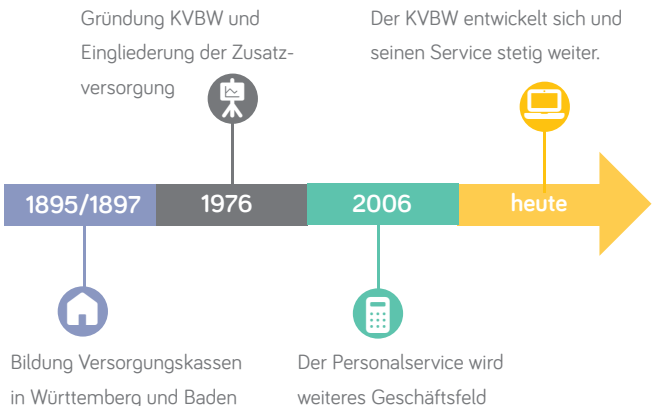 Gründung KVBW und
Eingliederung der Zusatz-
versorgung
Der KVBW entwickelt sich und
seinen Service stetig weiter.
1895/1897
1976
2006
heute
Bildung Versorgungskassen
in Württemberg und Baden
Der Personalservice wird
weiteres Geschäftsfeld